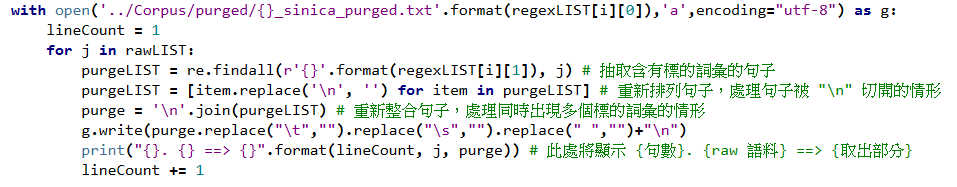 with open('../Corpus/purged/{}_sinica_purged.txt'.format(regexLIST[i][0]),'a',encoding="utf-8") as g:
    lineCount = 1
    for j in rawLIST:
        purgeLIST = re.findall(r'{}'.format(regexLIST[i][1]), j) # 抽取含有標的詞彙的句子
        purgeLIST = [item.replace('\n', '') for item in purgeLIST] # 重新排列句子，處理句子被 "\n" 切開的情形
        purge = '\n'.join(purgeLIST) # 重新整合句子，處理同時出現多個標的詞彙的情形
        g.write(purge.replace("\t","").replace("\s","").replace(" ","")+"\n")
        print("{}. {} ==> {}".format(lineCount, j, purge)) # 此處將顯示 {句數}. {raw 語料} ==> {取出部分}
        lineCount += 1